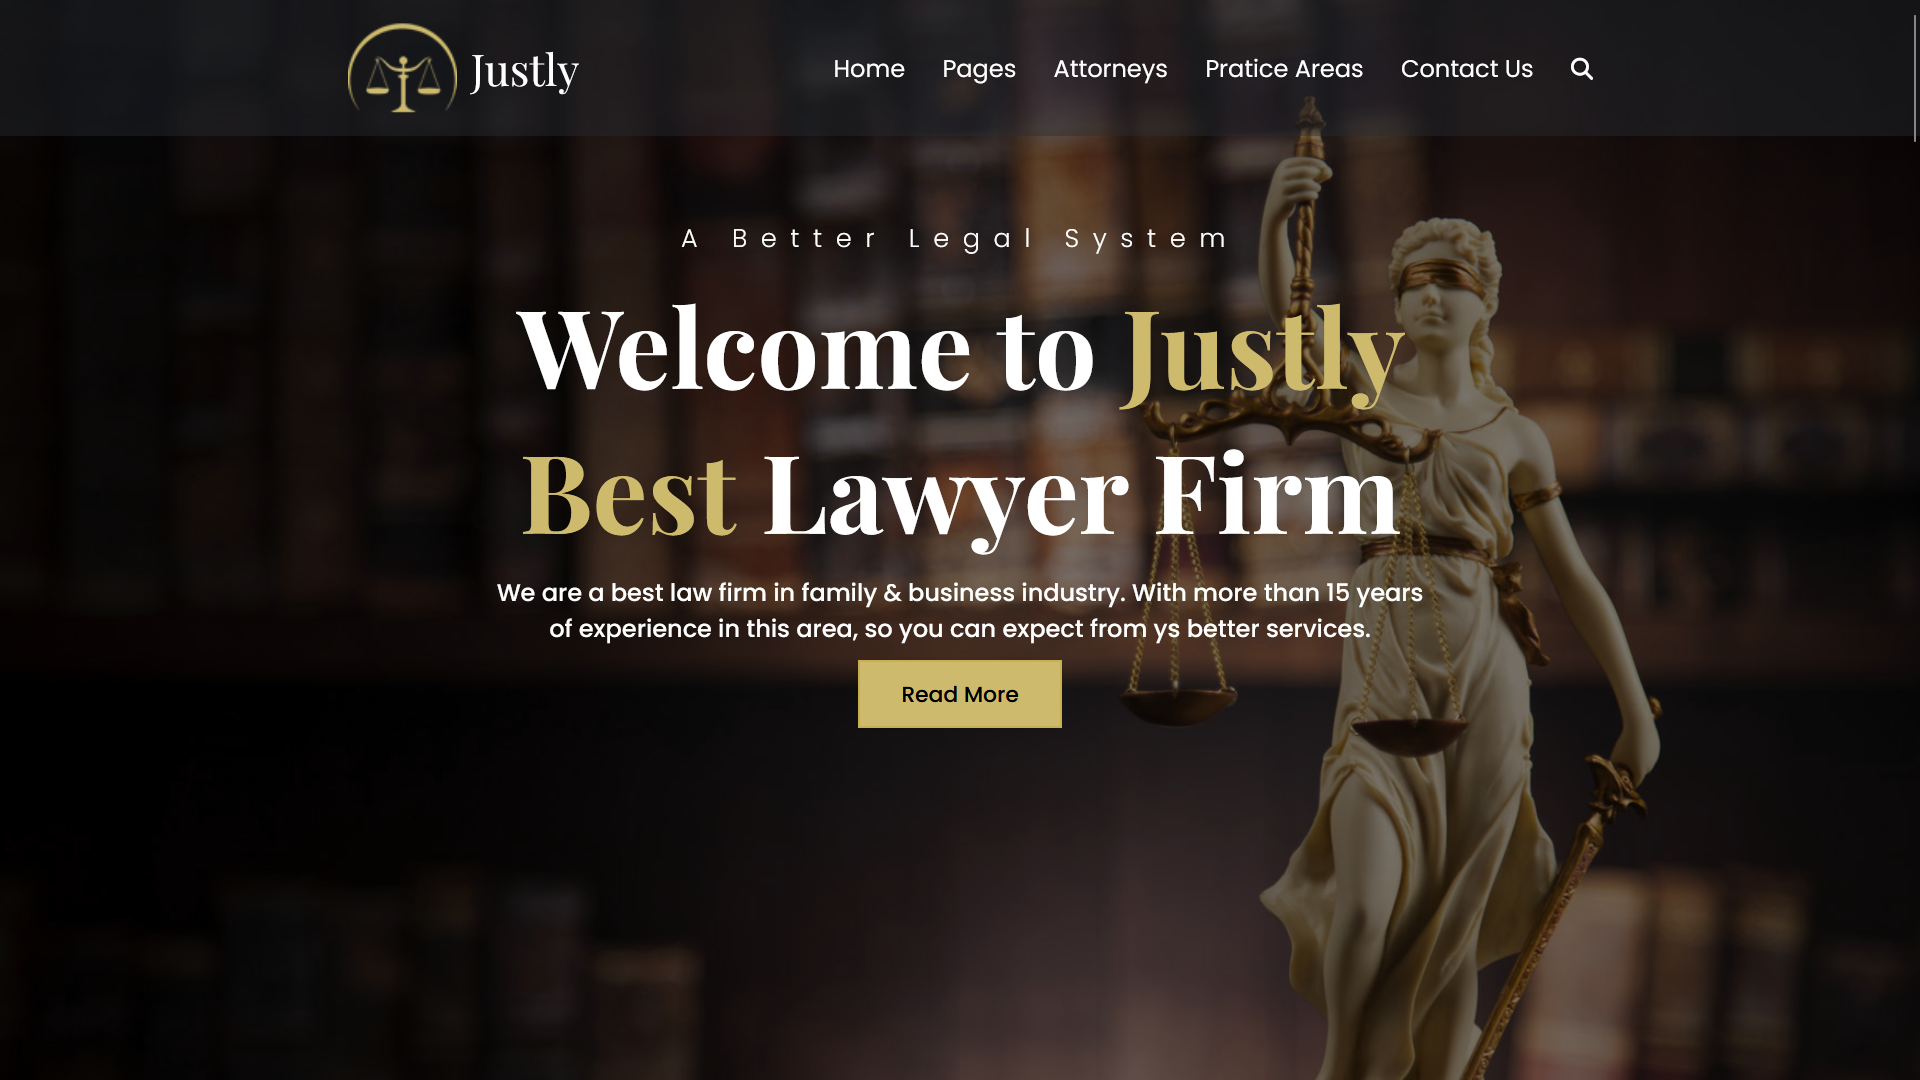 Justly
Home Pages Attorneys Pratice Areas Contact Us
A Better Legal System
Welcome to Justly
Best Lawyer Firm
We are a best law firm in family & business industry. With more than 15 years
of experience in this area, so you can expect from ys better services.
Read More